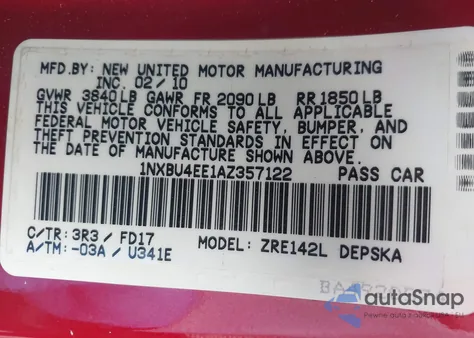 MFD.BY: NEW UNITED MOTOR MANUFACTURING
INC. 02/10
GVWR 3840LB GAWR FR 2090LB RR 1850LB
THIS VEHICLE CONFORMS TO ALL APPLICABLE
FEDERAL MOTOR VEHICLE SAFETY, BUMPER, AND
THEFT PREVENTION STANDARDS IN EFFECT ON
THE DATE OF MANUFACTURE SHOWN ABOVE.
1NXBU4EE1AZ357122 PASS CAR
C/TR: 3R3 / FD17 MODEL: ZRE142L DEPSKA
A/TM: -03A / U341E
autoSnap
Pewne auto z